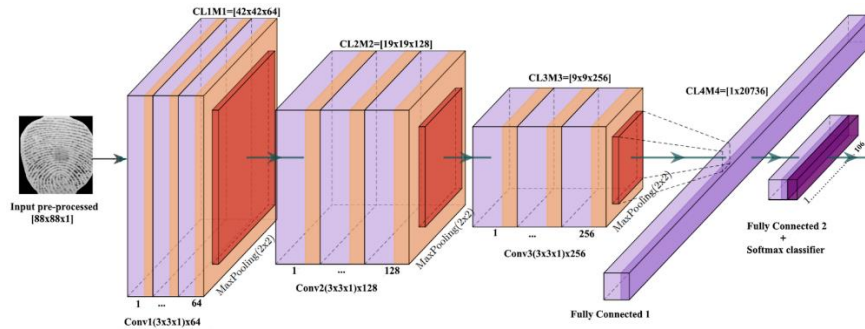 CL1M1=[42x42x64]
CL2M2=[19x19x128]
CL3M3=[9x9x256]
CL4M4=[1x20736]
Input pre-processed
[88x88x1]
1 ... 64
MaxPooling(2x2)
Conv1(3x3x1)x64
1 ... 128
MaxPooling(2x2)
Conv2(3x3x1)x128
1 ... 256
MaxPooling(2x2)
Conv3(3x3x1)x256
Fully Connected 1
1..............106
Fully Connected 2
+
Softmax classifier